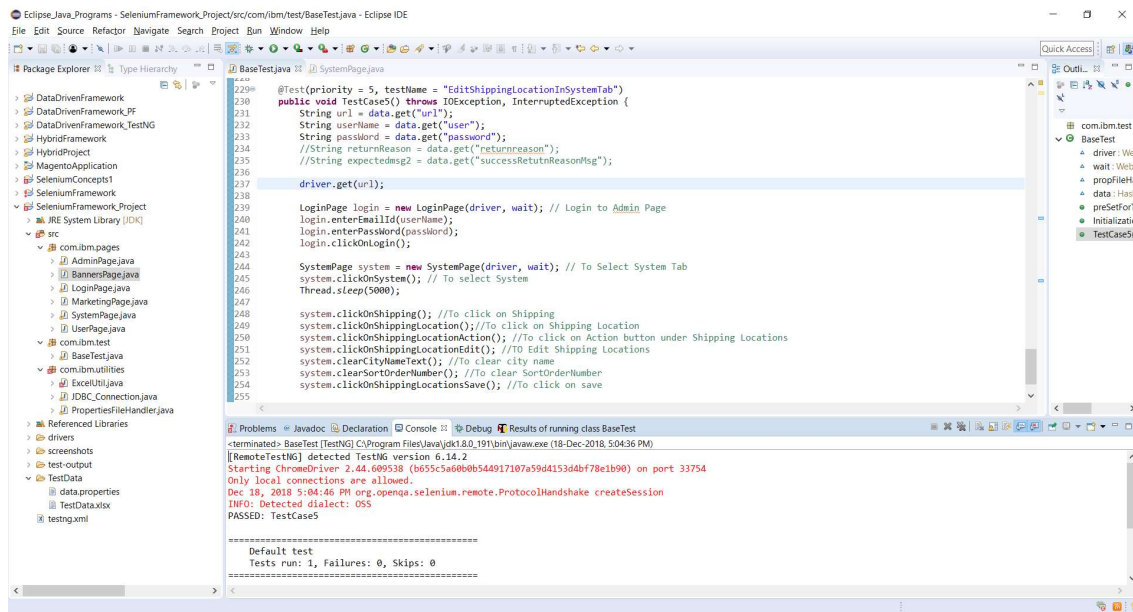 Eclipse_Java_Programs - SeleniumFramework_Project/src/com/ibm/test/BaseTest.java - Eclipse IDE
File Edit Source Refactor Navigate Search Project Run Window Help
Quick Access
Package Explorer Type Hierarchy
DataDrivenFramework
DataDrivenFramework_PF
DataDrivenFramework_TestNG
HybridFramework
HybridProject
MagentoApplication
SeleniumConcepts1
SeleniumFramework
SeleniumFramework_Project
JRE System Library [JDK]
src
com.ibm.pages
AdminPage.java
BannersPage.java
LoginPage.java
MarketingPage.java
SystemPage.java
UserPage.java
com.ibm.test
BaseTest.java
com.ibm.utilities
ExcelUtil.java
JDBC_Connection.java
PropertiesFileHandler.java
Referenced Libraries
drivers
screenshots
test-output
TestData
data.properties
TestData.xlsx
testng.xml
BaseTest.java SystemPage.java
228
229 @Test(priority = 5, testName = "EditShippingLocationInSystemTab")
230 public void TestCase5() throws IOException, InterruptedException {
231 String url = data.get("url");
232 String userName = data.get("user");
233 String passWord = data.get("password");
234 //String returnReason = data.get("returnreason");
235 //String expectedmsg2 = data.get("successRetutnReasonMsg");
236
237 driver.get(url);
238
239 LoginPage login = new LoginPage(driver, wait); // Login to Admin Page
240 login.enterEmailId(userName);
241 login.enterPassWord(passWord);
242 login.clickOnLogin();
243
244 SystemPage system = new SystemPage(driver, wait); // To Select System Tab
245 system.clickOnSystem(); // To select System
246 Thread.sleep(5000);
247
248 system.clickOnShipping(); //To click on Shipping
249 system.clickOnShippingLocation();//To click on Shipping Location
250 system.clickOnShippingLocationAction(); //To click on Action button under Shipping Locations
251 system.clickOnShippingLocationEdit(); //TO Edit Shipping Locations
252 system.clearCityNameText(); //To clear city name
253 system.clearSortOrderNumber(); //To clear SortOrderNumber
254 system.clickOnShippingLocationsSave(); //To click on save
255
Outli...
com.ibm.test
BaseTest
driver : We
wait : Web
propFileHa
data : Has
preSetForT
Initializatio
TestCase5(
Problems Javadoc Declaration Console Debug Results of running class BaseTest
<terminated> BaseTest [TestNG] C:\Program Files\Java\jdk1.8.0_191\bin\javaw.exe (18-Dec-2018, 5:04:36 PM)
[RemoteTestNG] detected TestNG version 6.14.2
Starting ChromeDriver 2.44.609538 (b655c5a60b0b544917107a59d4153d4bf78e1b90) on port 33754
Only local connections are allowed.
Dec 18, 2018 5:04:46 PM org.openqa.selenium.remote.ProtocolHandshake createSession
INFO: Detected dialect: OSS
PASSED: TestCase5
===============================================
Default test
Tests run: 1, Failures: 0, Skips: 0
===============================================